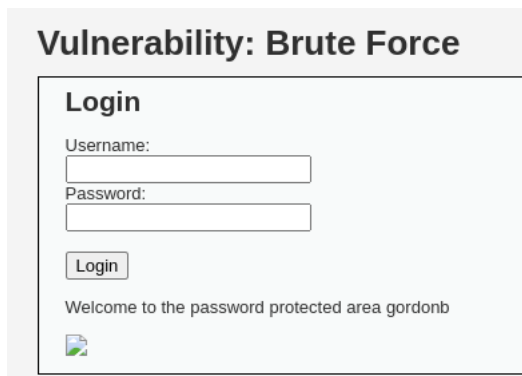 Vulnerability: Brute Force
Login
Username:
Password:
Login
Welcome to the password protected area gordonb